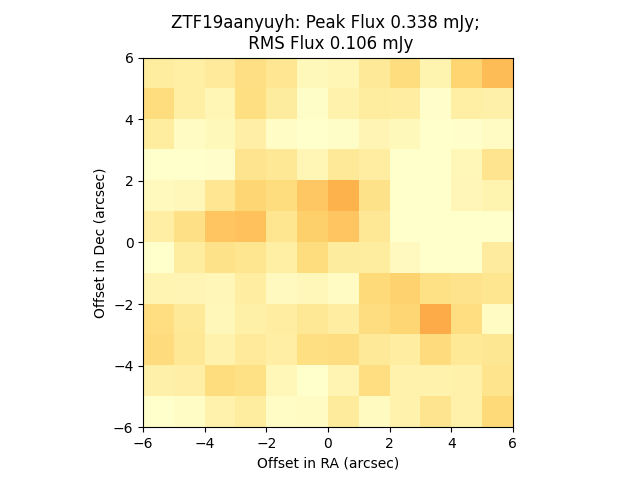 ZTF19aanyuyh: Peak Flux 0.338 mJy;
RMS Flux 0.106 mJy
6
4
2
0
−2
−4
−6
Offset in Dec (arcsec)
−6 −4 −2 0 2 4 6
Offset in RA (arcsec)